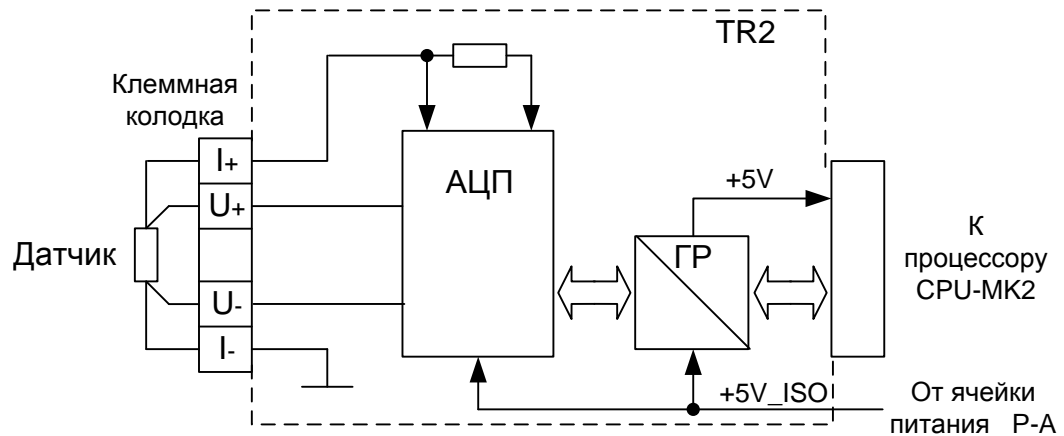 TR2
Клеммная
колодка
I+
U+
U-
I-
Датчик
АЦП
ГР
+5V
+5V_ISO
К
процессору
CPU-MK2
От ячейки
питания P-A